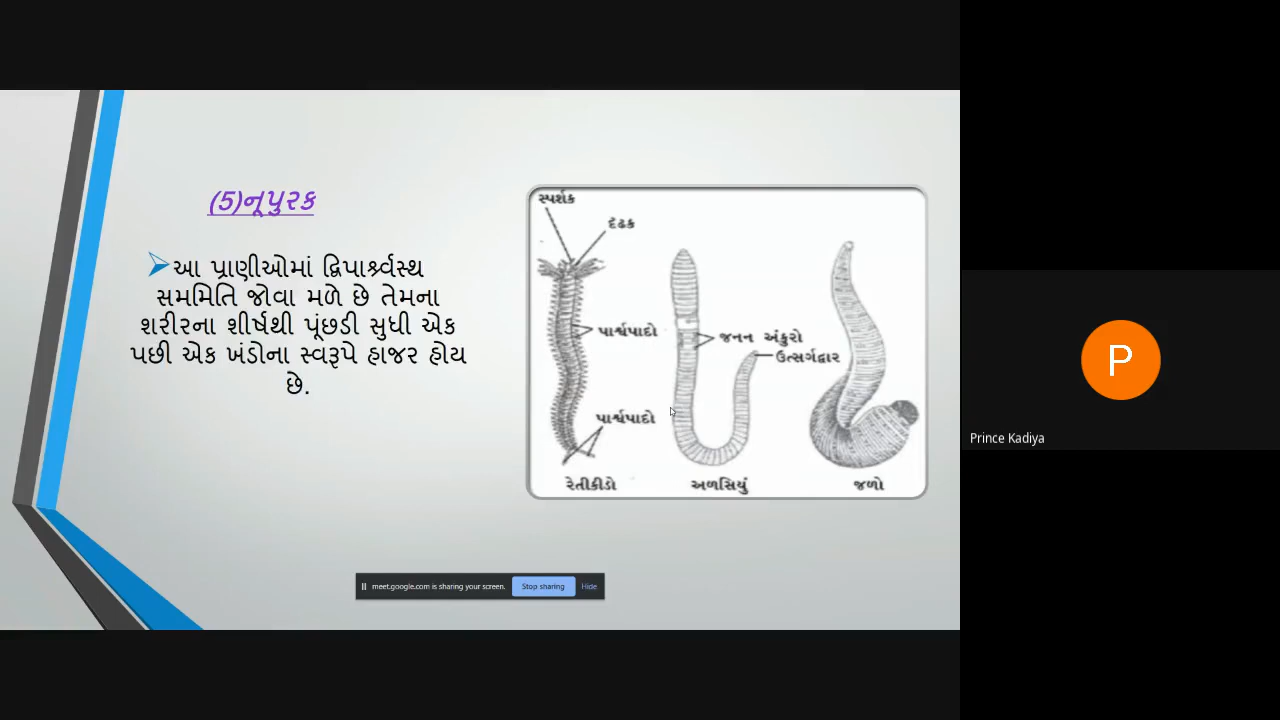 (5)નૂપુરક
આ પ્રાણીઓમાં દ્વિપાર્શ્વસ્થ
સમમિતિ જોવા મળે છે તેમના
શરીરના શીર્ષથી પૂંછડી સુધી એક
પછી એક ખંડોના સ્વરૂપે હાજર હોય
છે.
સ્પર્શક
દંઢક
પાર્શ્વપાદો
જનન અંકુરો
ઉત્સર્ગદ્વાર
પાર્શ્વપાદો
રેતીકીડો
અળસિયું
જળો
meet.google.com is sharing your screen.
Stop sharing
Hide
P
Prince Kadiya